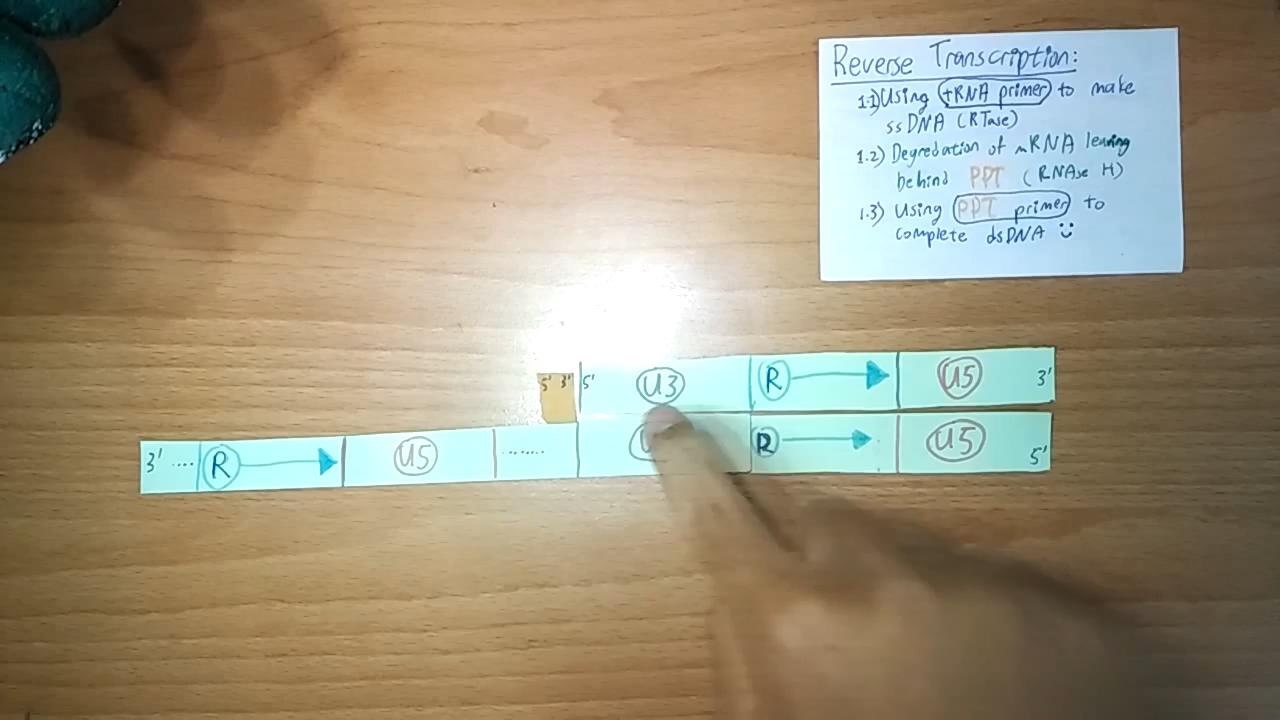 Reverse Transcription:
1.1) Using tRNA primer to make
ssDNA (RTase)
1.2) Degredation of mRNA leaving
behind PPT (RNAse H)
1.3) Using PPT primer to
complete dsDNA
5' 3' 5' U3 R U5 3'
3' .... R U5 ........ R U5 5'